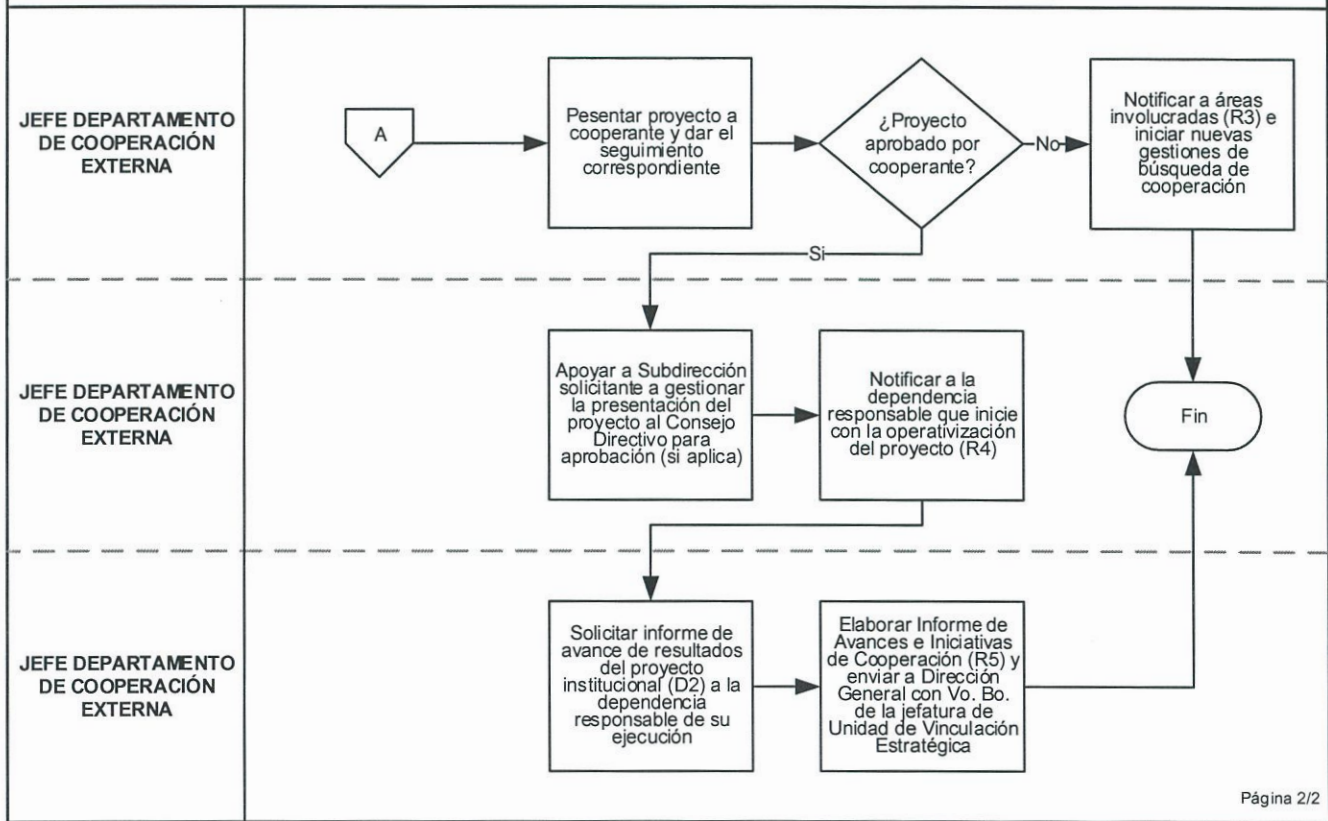 JEFE DEPARTAMENTO
DE COOPERACIÓN
EXTERNA
A
Pesentar proyecto a
cooperante y dar el
seguimiento
correspondiente
¿Proyecto
aprobado por
cooperante?
No
Notificar a áreas
involucradas (R3) e
iniciar nuevas
gestiones de
búsqueda de
cooperación
Si
JEFE DEPARTAMENTO
DE COOPERACIÓN
EXTERNA
Apoyar a Subdirección
solicitante a gestionar
la presentación del
proyecto al Consejo
Directivo para
aprobación (si aplica)
Notificar a la
dependencia
responsable que inicie
con la operativización
del proyecto (R4)
Fin
JEFE DEPARTAMENTO
DE COOPERACIÓN
EXTERNA
Solicitar informe de
avance de resultados
del proyecto
institucional (D2) a la
dependencia
responsable de su
ejecución
Elaborar Informe de
Avances e Iniciativas
de Cooperación (R5) y
enviar a Dirección
General con Vo. Bo.
de la jefatura de
Unidad de Vinculación
Estratégica
Página 2/2